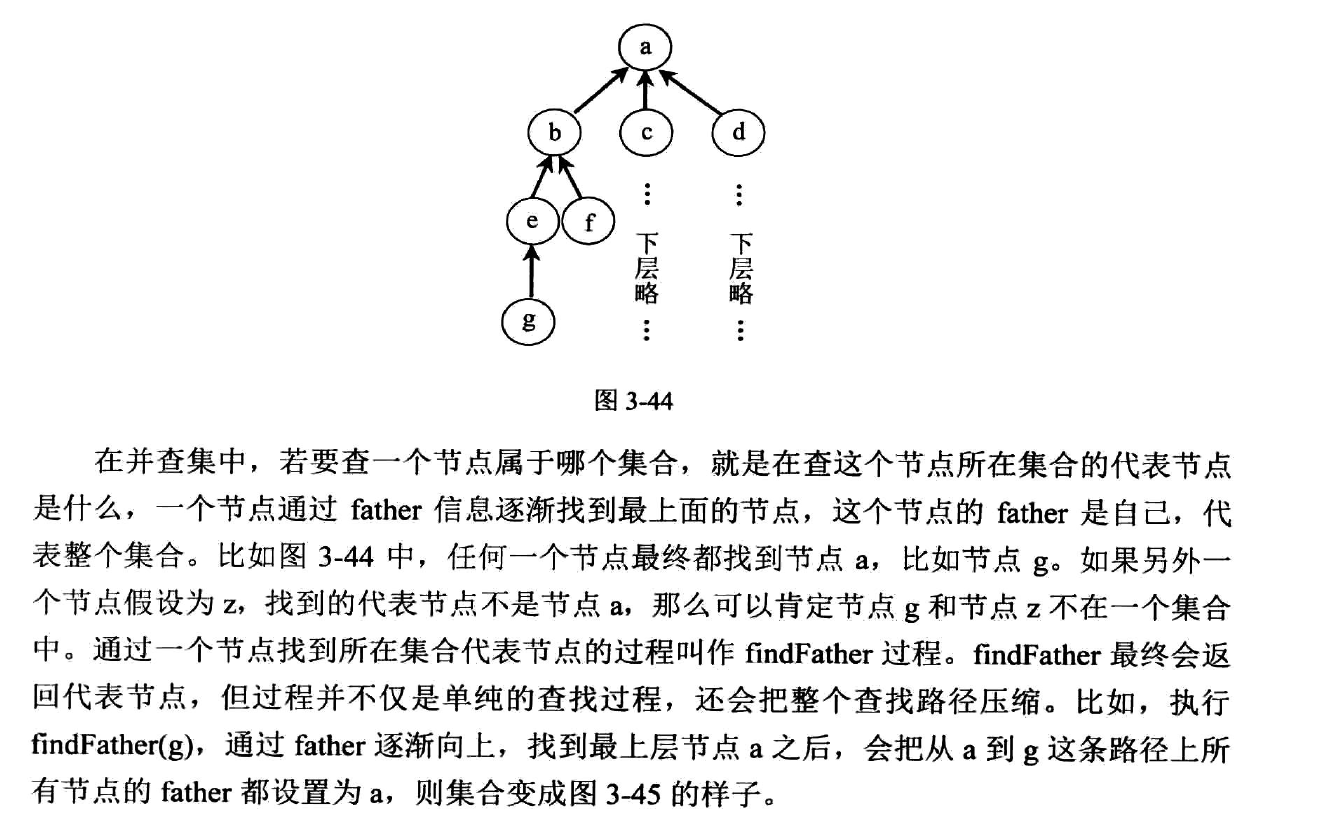 a
b
c
d
e
f
⋮
⋮
下层略
下层略
g
⋮
⋮
图 3-44
在并查集中，若要查一个节点属于哪个集合，就是在查这个节点所在集合的代表节点
是什么，一个节点通过 father 信息逐渐找到最上面的节点，这个节点的 father 是自己，代
表整个集合。比如图 3-44 中，任何一个节点最终都找到节点 a，比如节点 g。如果另外一
个节点假设为 z，找到的代表节点不是节点 a，那么可以肯定节点 g 和节点 z 不在一个集合
中。通过一个节点找到所在集合代表节点的过程叫作 findFather 过程。findFather 最终会返
回代表节点，但过程并不仅是单纯的查找过程，还会把整个查找路径压缩。比如，执行
findFather(g)，通过 father 逐渐向上，找到最上层节点 a 之后，会把从 a 到 g 这条路径上所
有节点的 father 都设置为 a，则集合变成图 3-45 的样子。